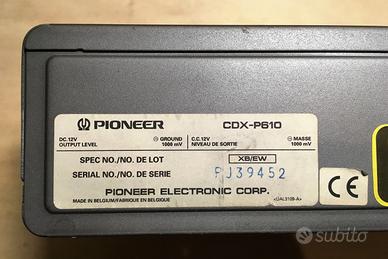 PIONEER CDX-P610
DC.12V ⊖ GROUND C.C.12V ⊖ MASSE
OUTPUT LEVEL 1000 mV NIVEAU DE SORTIE 1000 mV
SPEC NO./NO. DE LOT XB/EW
SERIAL NO./NO. DE SERIE PJ39452
PIONEER ELECTRONIC CORP.
MADE IN BELGIUM/FABRIQUE EN BELGIQUE <UAL3109-A>
CE
subito